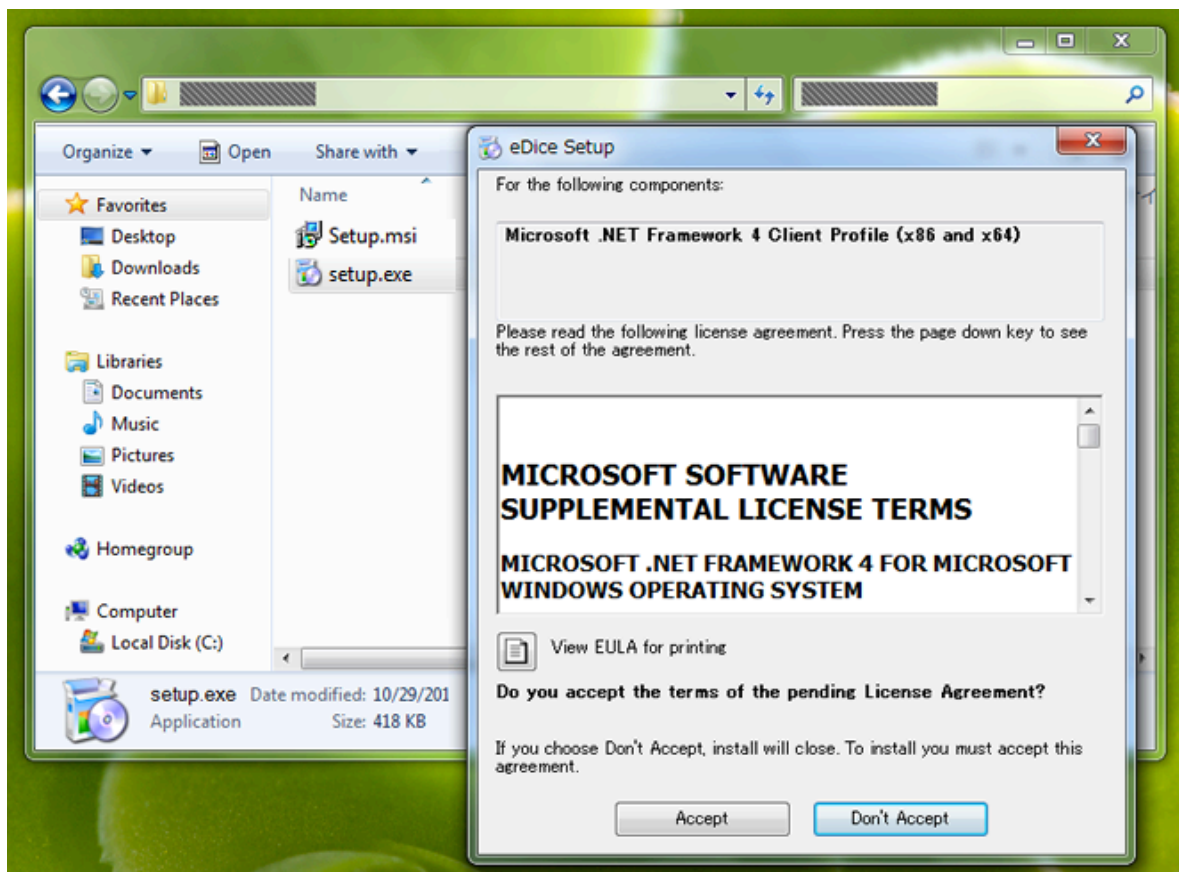 Organize
Open
Share with
Favorites
Desktop
Downloads
Recent Places
Libraries
Documents
Music
Pictures
Videos
Homegroup
Computer
Local Disk (C:)
Name
Setup.msi
setup.exe
setup.exe Date modified: 10/29/201
Application Size: 418 KB
eDice Setup
For the following components:
Microsoft .NET Framework 4 Client Profile (x86 and x64)
Please read the following license agreement. Press the page down key to see
the rest of the agreement.
MICROSOFT SOFTWARE
SUPPLEMENTAL LICENSE TERMS
MICROSOFT .NET FRAMEWORK 4 FOR MICROSOFT
WINDOWS OPERATING SYSTEM
View EULA for printing
Do you accept the terms of the pending License Agreement?
If you choose Don't Accept, install will close. To install you must accept this
agreement.
Accept
Don't Accept